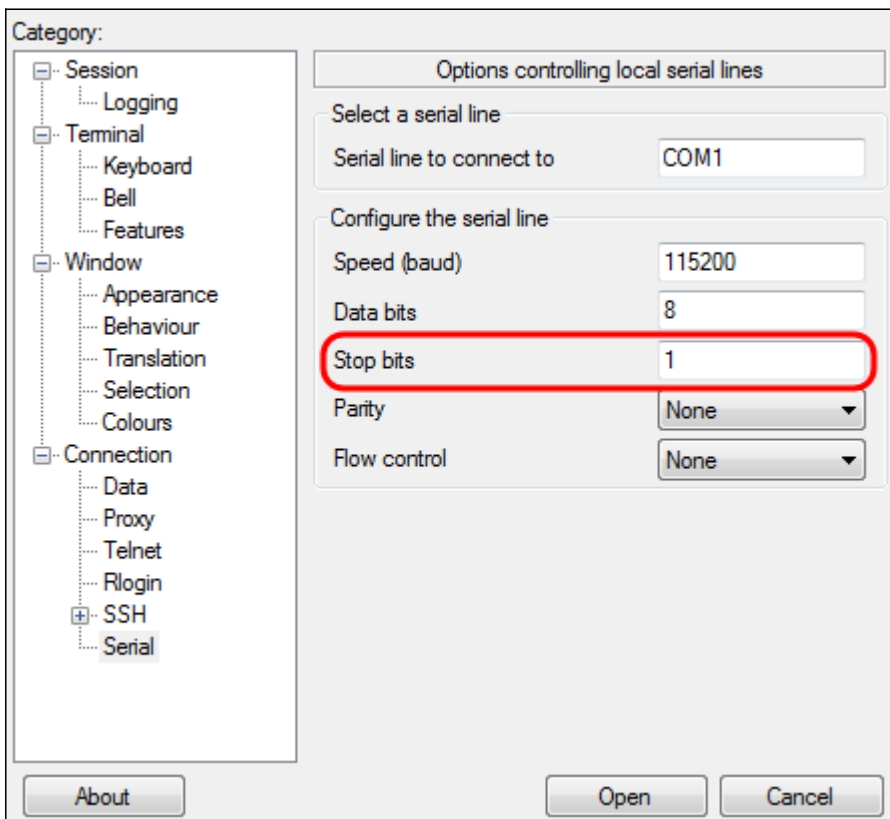 Category:
Session
Logging
Terminal
Keyboard
Bell
Features
Window
Appearance
Behaviour
Translation
Selection
Colours
Connection
Data
Proxy
Telnet
Rlogin
SSH
Serial
Options controlling local serial lines
Select a serial line
Serial line to connect to COM1
Configure the serial line
Speed (baud) 115200
Data bits 8
Stop bits 1
Parity None
Flow control None
About Open Cancel